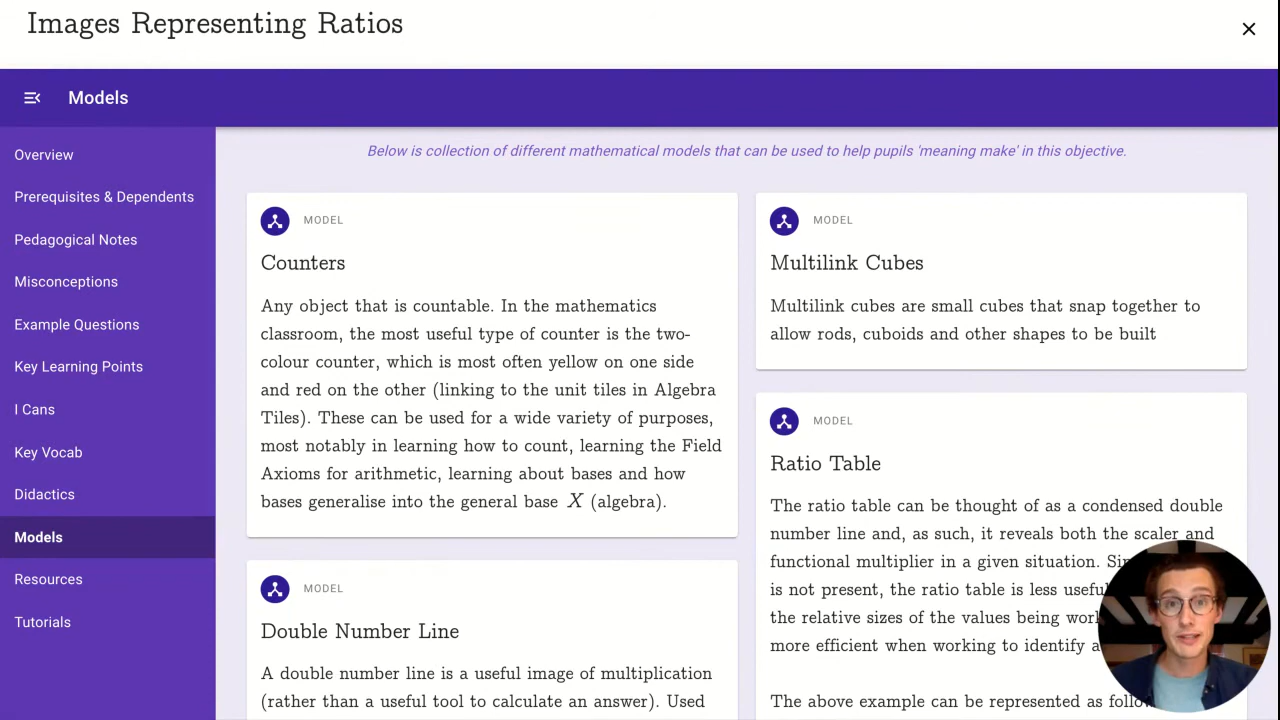 Images Representing Ratios
Models
Overview
Prerequisites & Dependents
Pedagogical Notes
Misconceptions
Example Questions
Key Learning Points
I Cans
Key Vocab
Didactics
Models
Resources
Tutorials
Below is collection of different mathematical models that can be used to help pupils 'meaning make' in this objective.
MODEL
Counters
Any object that is countable. In the mathematics
classroom, the most useful type of counter is the two-
colour counter, which is most often yellow on one side
and red on the other (linking to the unit tiles in Algebra
Tiles). These can be used for a wide variety of purposes,
most notably in learning how to count, learning the Field
Axioms for arithmetic, learning about bases and how
bases generalise into the general base X (algebra).
MODEL
Double Number Line
A double number line is a useful image of multiplication
(rather than a useful tool to calculate an answer). Used
MODEL
Multilink Cubes
Multilink cubes are small cubes that snap together to
allow rods, cuboids and other shapes to be built
MODEL
Ratio Table
The ratio table can be thought of as a condensed double
number line and, as such, it reveals both the scaler and
functional multiplier in a given situation.
is not present, the ratio table is less useful
the relative sizes of the values being
more efficient when working to identify
The above example can be represented as